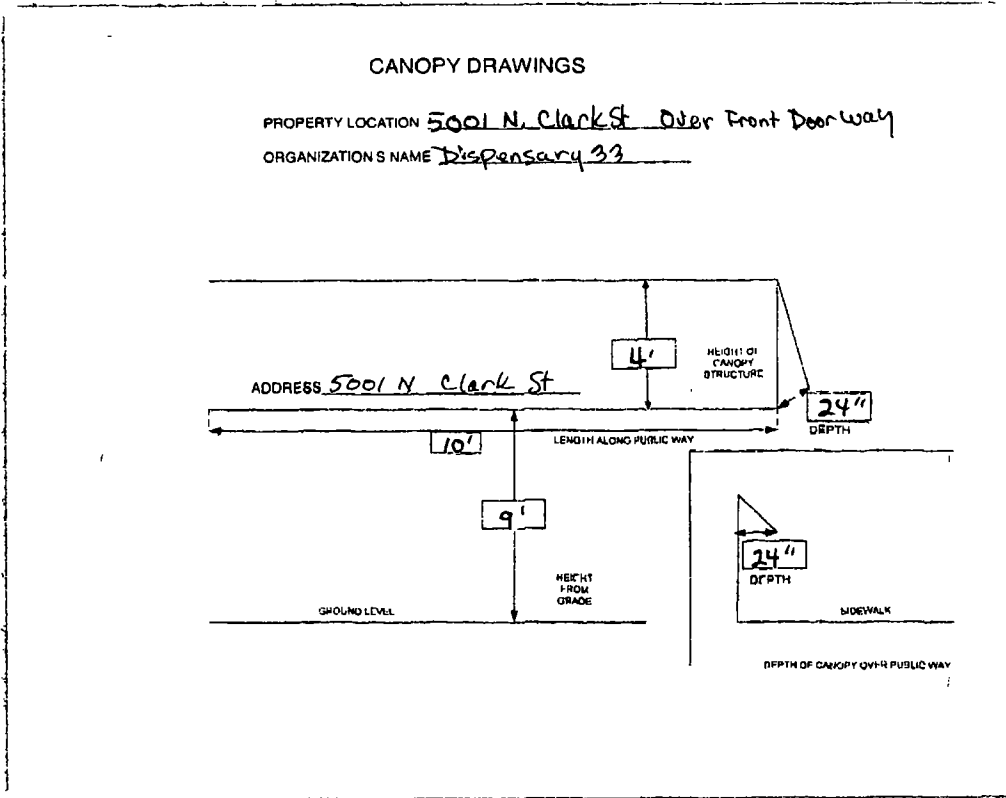 CANOPY DRAWINGS
PROPERTY LOCATION 5001 N. Clark St Over Front Doorway
ORGANIZATION S NAME Dispensary 33
4'
HEIGHT OF
CANOPY
STRUCTURE
ADDRESS 5001 N Clark St
24"
DEPTH
10'
LENGTH ALONG PUBLIC WAY
9'
24"
DEPTH
HEIGHT
FROM
GRADE
GROUND LEVEL
SIDEWALK
DEPTH OF CANOPY OVER PUBLIC WAY